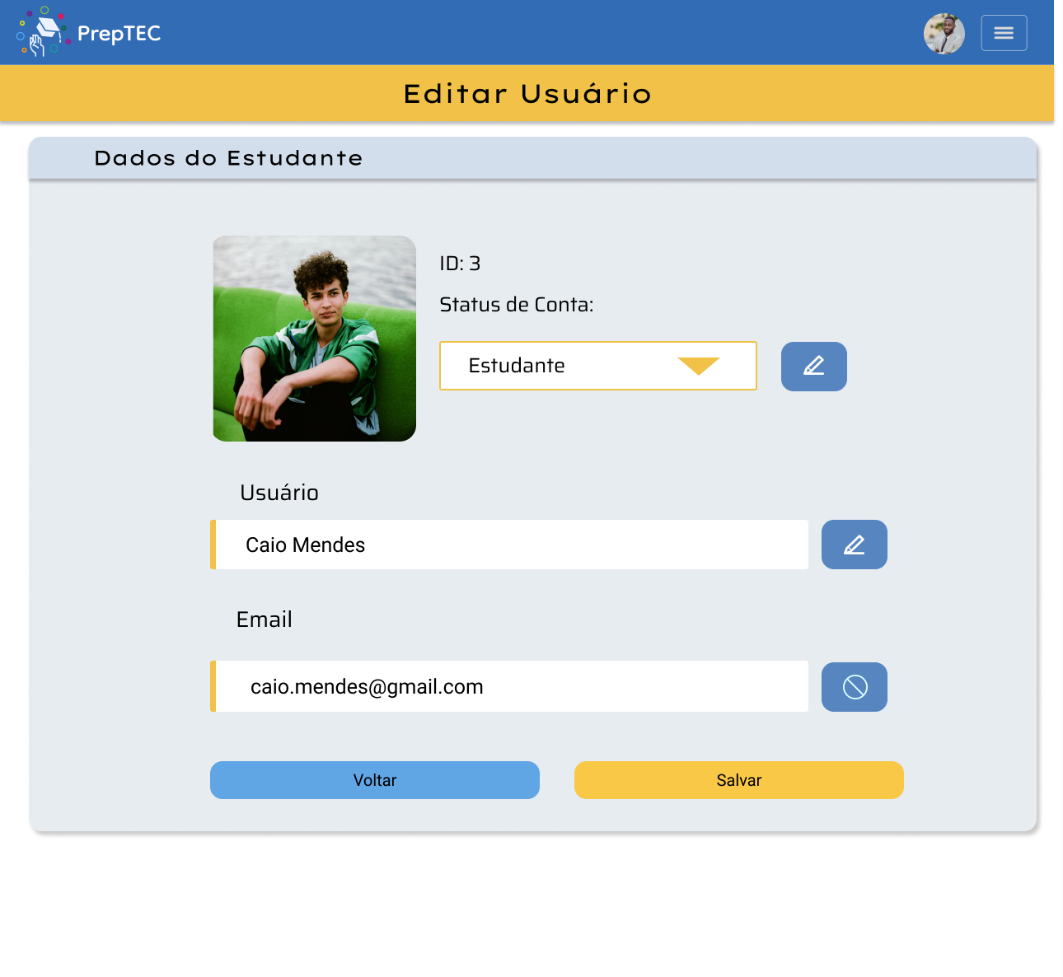 PrepTEC
Editar Usuário
Dados do Estudante
ID: 3
Status de Conta:
Estudante
Usuário
Caio Mendes
Email
caio.mendes@gmail.com
Voltar
Salvar